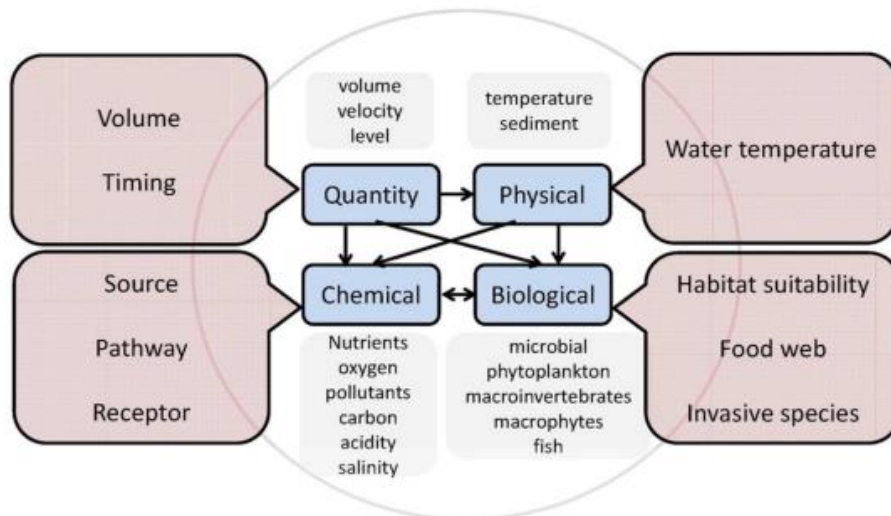 Volume
Timing
volume
velocity
level
temperature
sediment
Water temperature
Quantity
Physical
Source
Pathway
Receptor
Chemical
Biological
Habitat suitability
Food web
Invasive species
Nutrients
oxygen
pollutants
carbon
acidity
salinity
microbial
phytoplankton
macroinvertebrates
macrophytes
fish